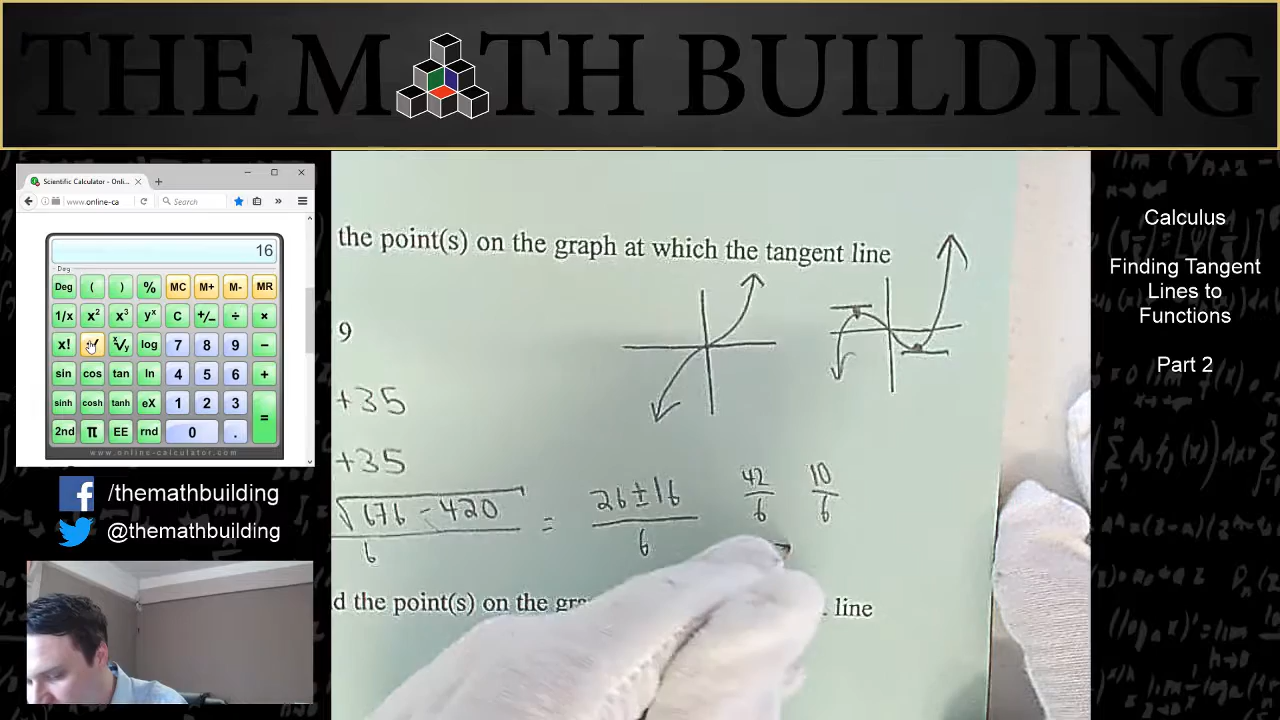 THE MATH BUILDING
Scientific Calculator - Onli...
www.online-ca
Search
16
Deg
Deg ( ) % MC M+ M- MR
1/x x² x³ yˣ C +/− ÷ ×
x! √ ˣ√y log 7 8 9 −
sin cos tan ln 4 5 6 +
sinh cosh tanh eX 1 2 3 =
2nd π EE rnd 0 .
www.online-calculator.com
/themathbuilding
@themathbuilding
the point(s) on the graph at which the tangent line
9
+35
+35
√676 - 420
6
=
26 ± 16
6
42
6
10
6
d the point(s) on the gra
line
Calculus
Finding Tangent
Lines to
Functions
Part 2